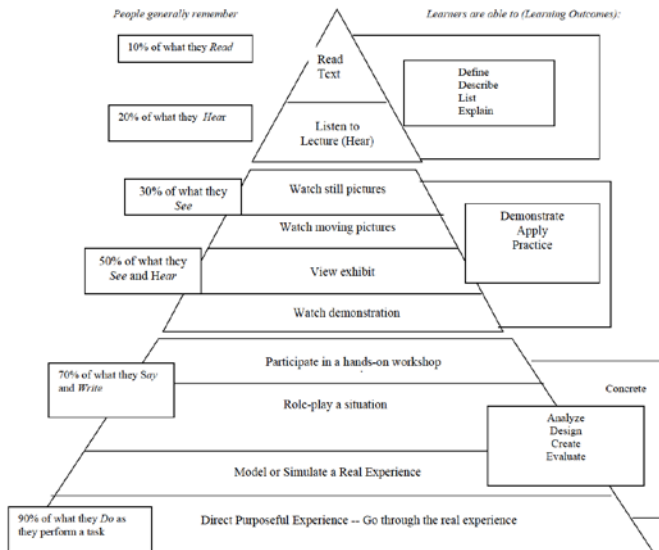 People generally remember
Learners are able to (Learning Outcomes):
10% of what they Read
Read
Text
Define
Describe
List
Explain
20% of what they Hear
Listen to
Lecture (Hear)
30% of what they
See
Watch still pictures
Watch moving pictures
Demonstrate
Apply
Practice
50% of what they
See and Hear
View exhibit
Watch demonstration
70% of what they Say
and Write
Participate in a hands-on workshop
Role-play a situation
Concrete
Analyze
Design
Create
Evaluate
Model or Simulate a Real Experience
90% of what they Do as
they perform a task
Direct Purposeful Experience -- Go through the real experience